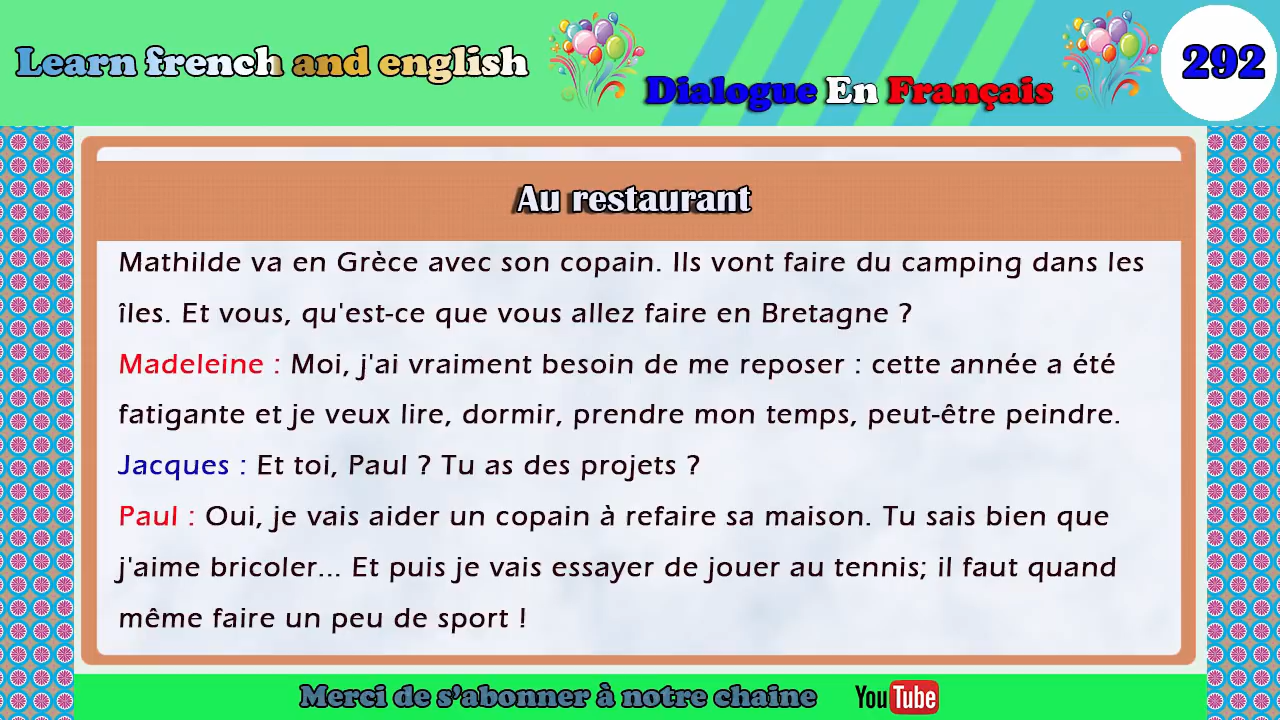 Learn french and english
Dialogue En Français
292
Au restaurant
Mathilde va en Grèce avec son copain. Ils vont faire du camping dans les
îles. Et vous, qu'est-ce que vous allez faire en Bretagne ?
Madeleine : Moi, j'ai vraiment besoin de me reposer : cette année a été
fatigante et je veux lire, dormir, prendre mon temps, peut-être peindre.
Jacques : Et toi, Paul ? Tu as des projets ?
Paul : Oui, je vais aider un copain à refaire sa maison. Tu sais bien que
j'aime bricoler... Et puis je vais essayer de jouer au tennis; il faut quand
même faire un peu de sport !
Merci de s'abonner à notre chaine YouTube